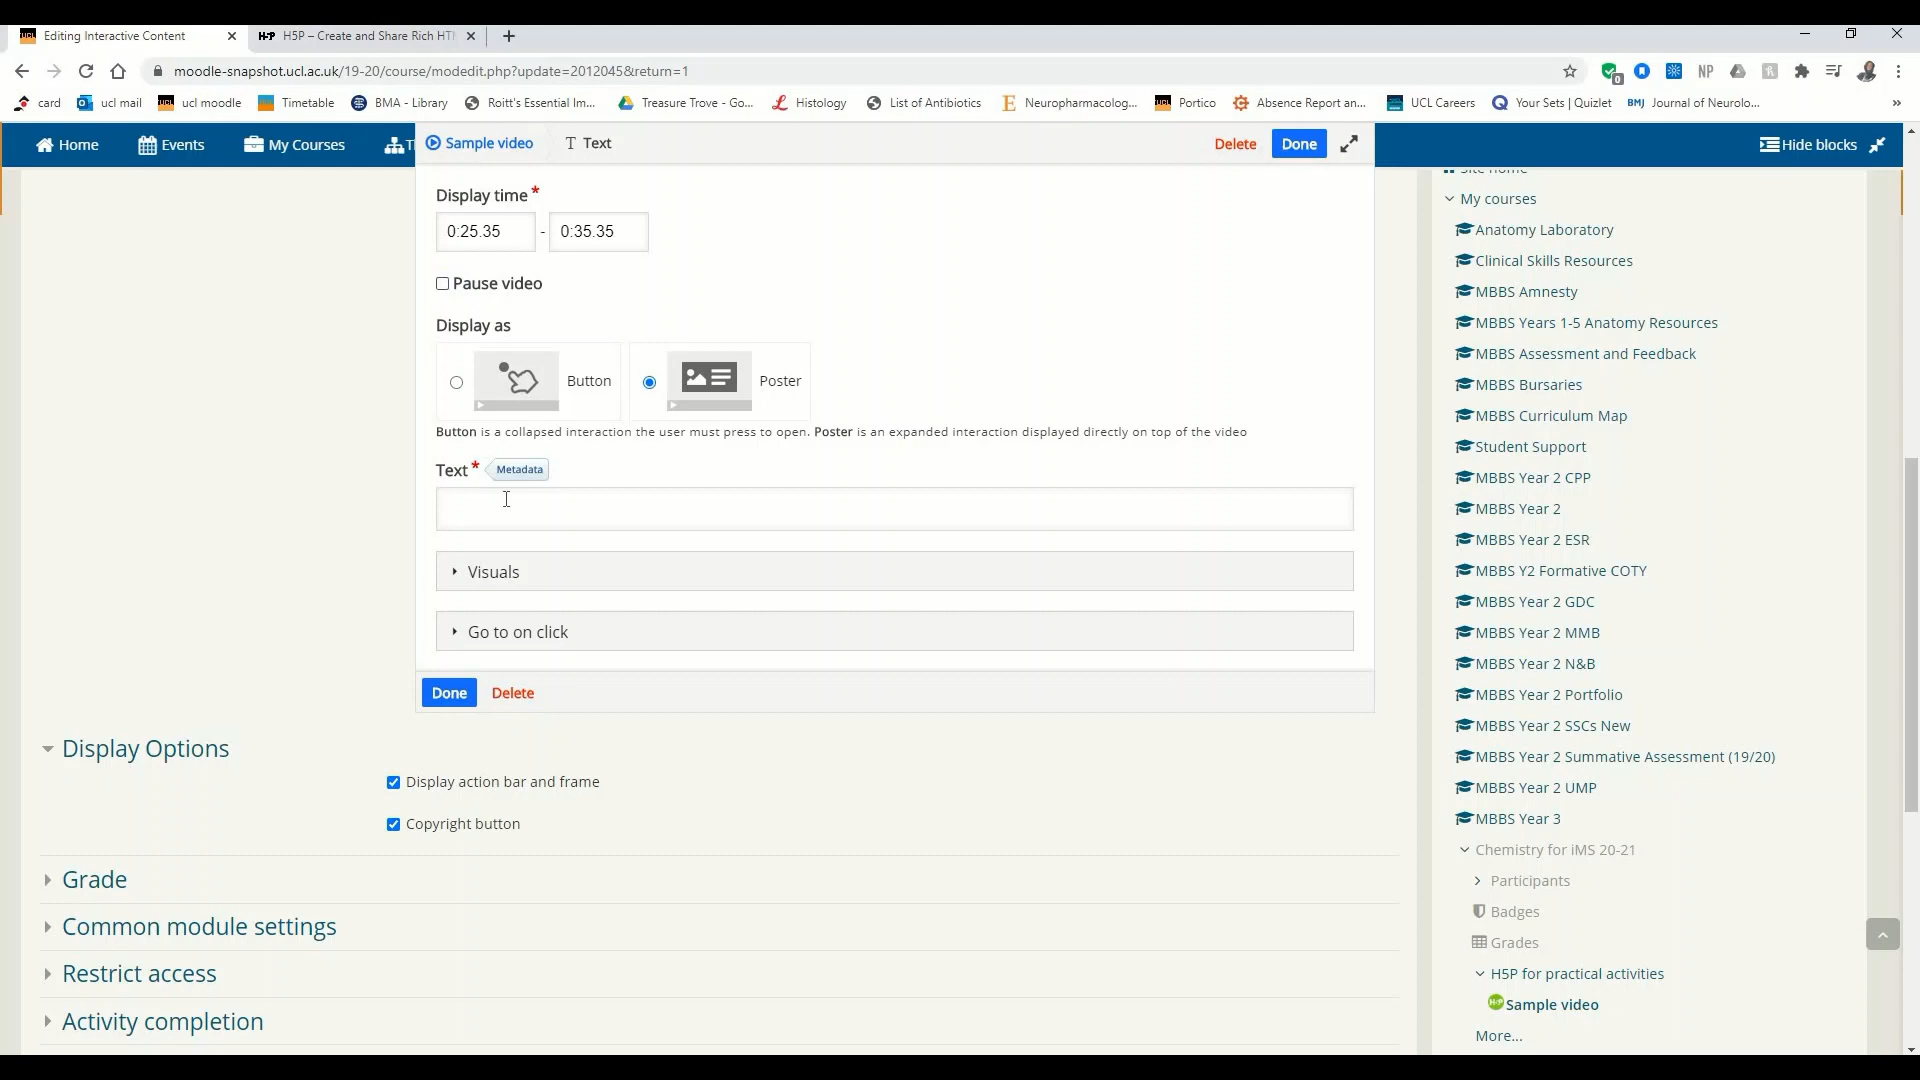 Editing Interactive Content
H5P – Create and Share Rich HT
moodle-snapshot.ucl.ac.uk/19-20/course/modedit.php?update=2012045&return=1
0
NP
card
ucl mail
UCL
ucl moodle
Timetable
BMA - Library
Roitt's Essential Im...
Treasure Trove - Go...
Histology
List of Antibiotics
E
Neuropharmacolog...
Portico
Absence Report an...
UCL Careers
Your Sets | Quizlet
BMJ
Journal of Neurolo...
»
Home
Events
My Courses
Sample video
T Text
Delete
Done
Hide blocks
Display time *
0:25.35 - 0:35.35
Pause video
Display as
Button
Poster
Button is a collapsed interaction the user must press to open. Poster is an expanded interaction displayed directly on top of the video
Text * Metadata
Visuals
Go to on click
Done
Delete
Display Options
Display action bar and frame
Copyright button
Grade
Common module settings
Restrict access
Activity completion
Site home
My courses
Anatomy Laboratory
Clinical Skills Resources
MBBS Amnesty
MBBS Years 1-5 Anatomy Resources
MBBS Assessment and Feedback
MBBS Bursaries
MBBS Curriculum Map
Student Support
MBBS Year 2 CPP
MBBS Year 2
MBBS Year 2 ESR
MBBS Y2 Formative COTY
MBBS Year 2 GDC
MBBS Year 2 MMB
MBBS Year 2 N&B
MBBS Year 2 Portfolio
MBBS Year 2 SSCs New
MBBS Year 2 Summative Assessment (19/20)
MBBS Year 2 UMP
MBBS Year 3
Chemistry for iMS 20-21
Participants
Badges
Grades
H5P for practical activities
Sample video
More...